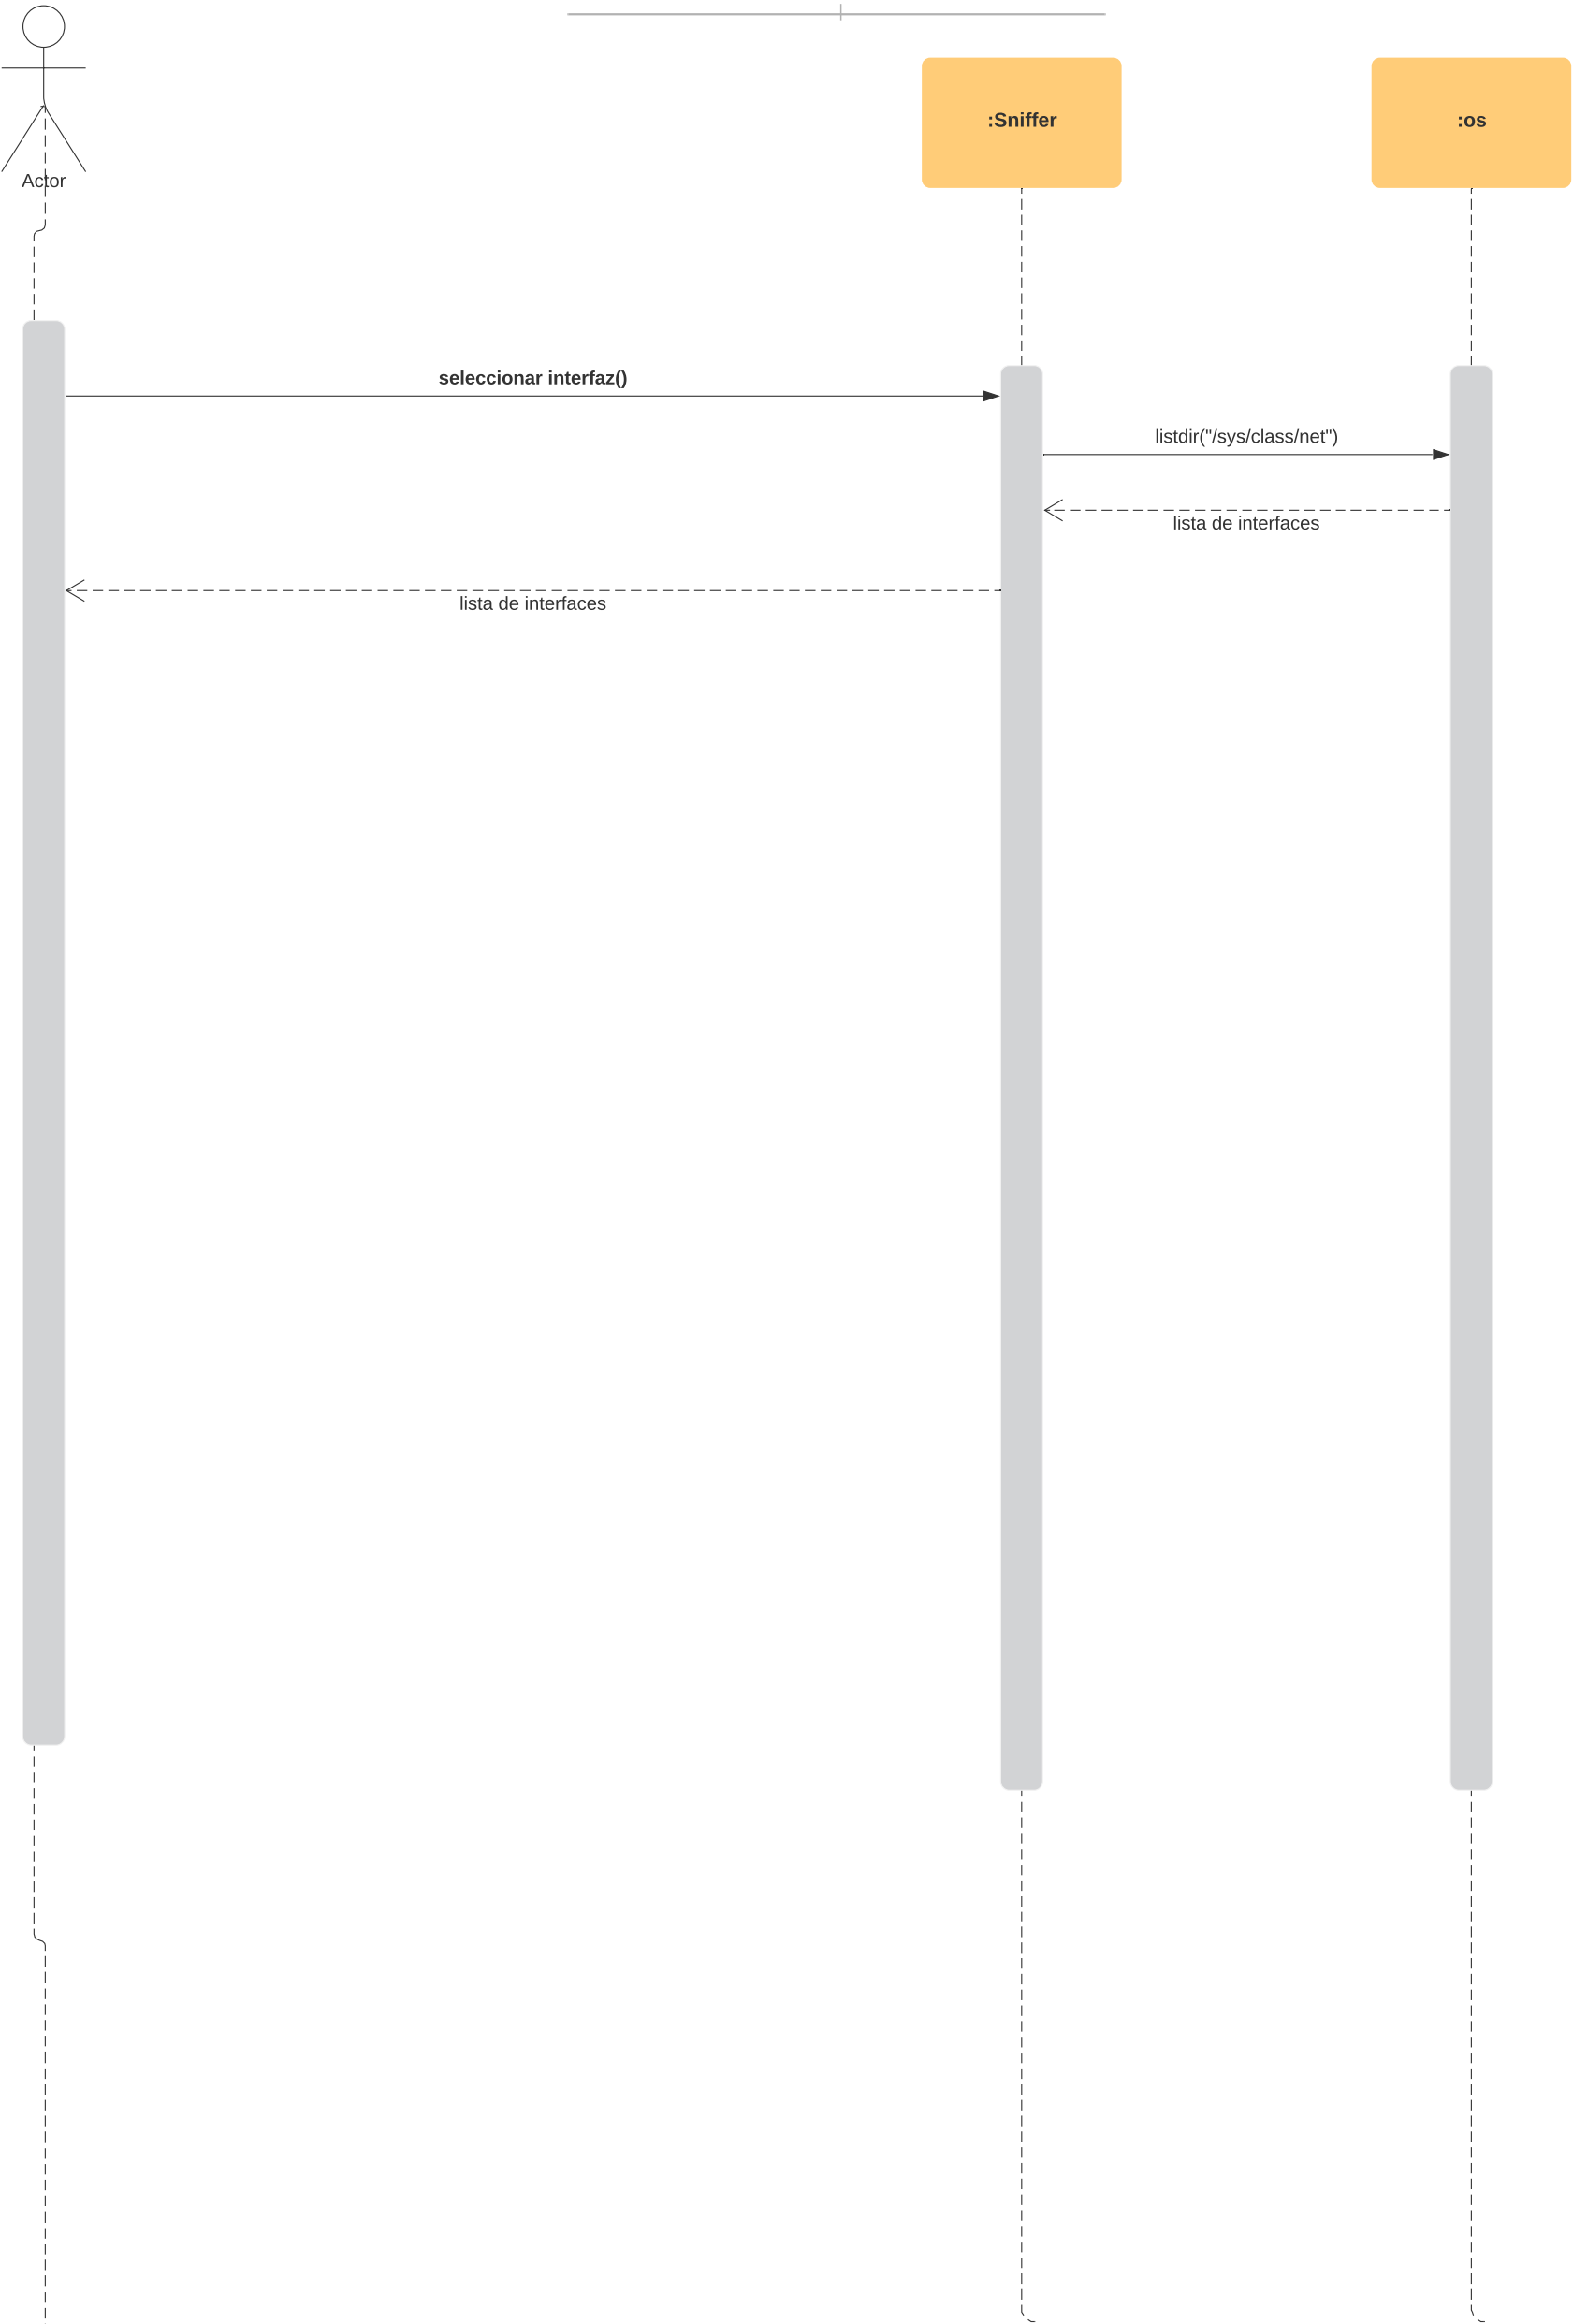 Actor
:Sniffer
:os
seleccionar interfaz()
listdir("/sys/class/net")
lista de interfaces
lista de interfaces